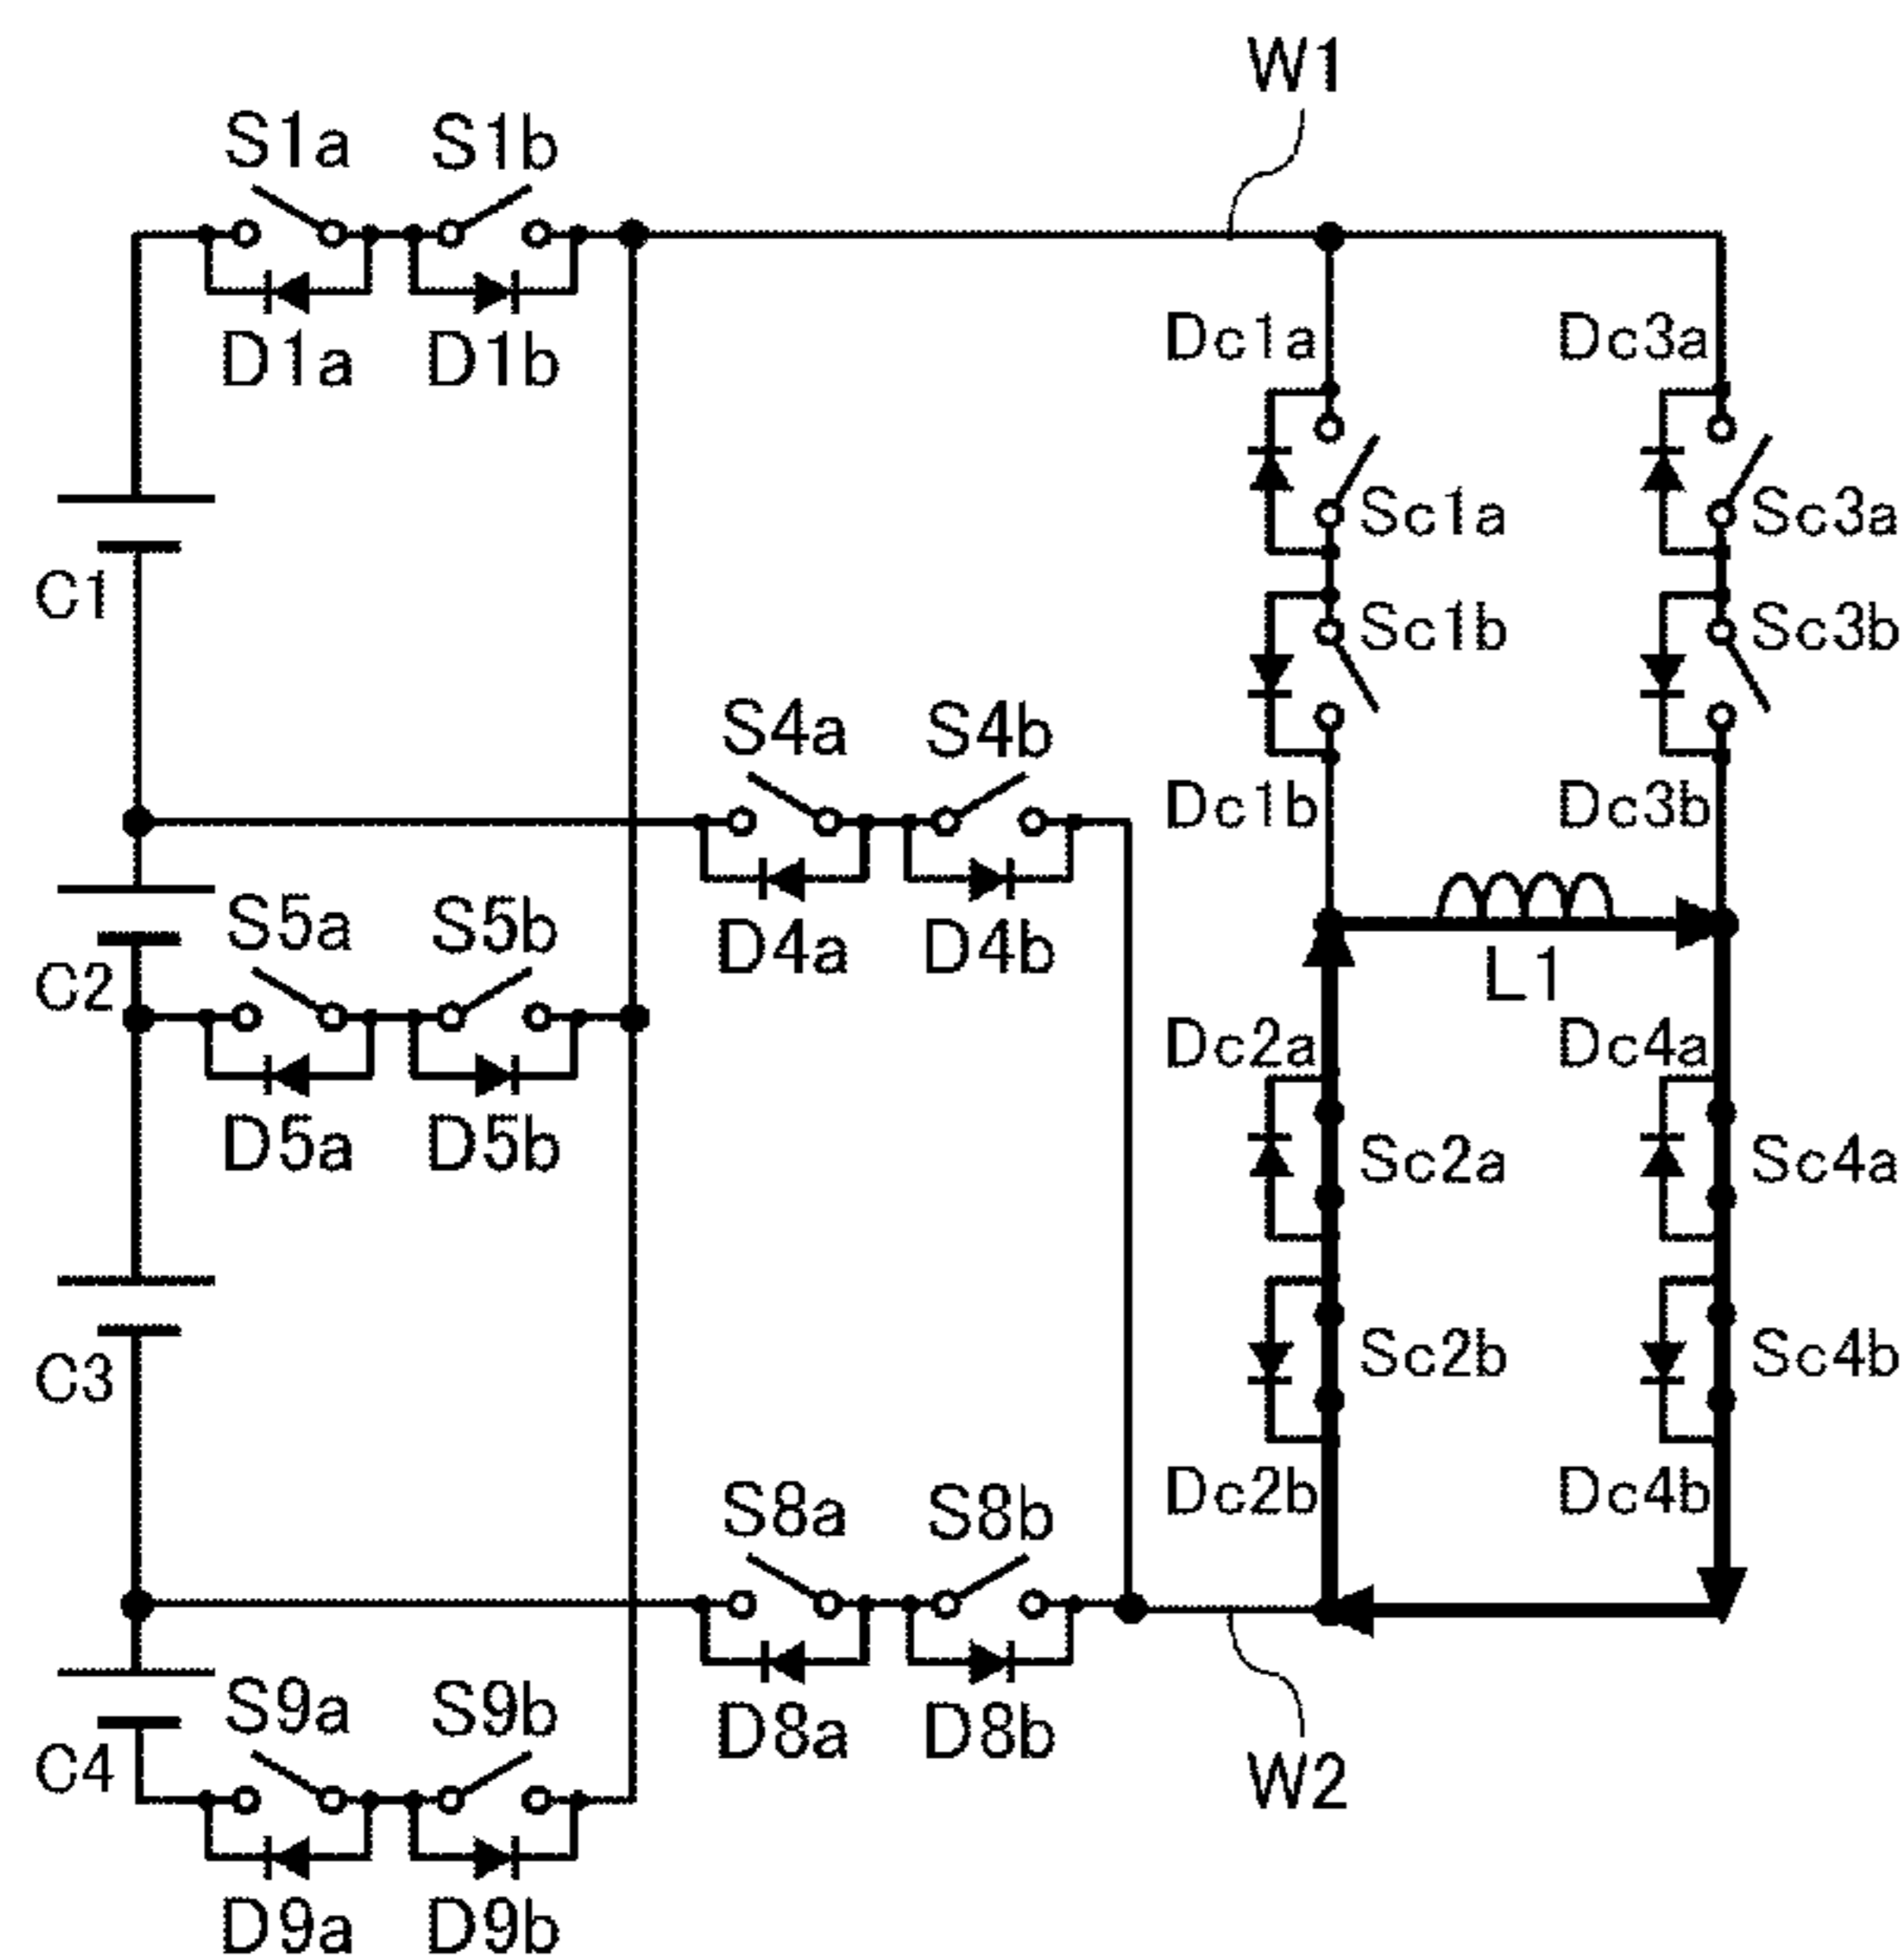 W1
S1a S1b
D1a D1b Dc1a Dc3a
Sc1a Sc3a
C1 Sc1b Sc3b
S4a S4b
Dc1b Dc3b
S5a S5b D4a D4b
C2 L1
Dc2a Dc4a
D5a D5b Sc2a Sc4a
C3 Sc2b Sc4b
S8a S8b Dc2b Dc4b
S9a S9b D8a D8b
C4 W2
D9a D9b